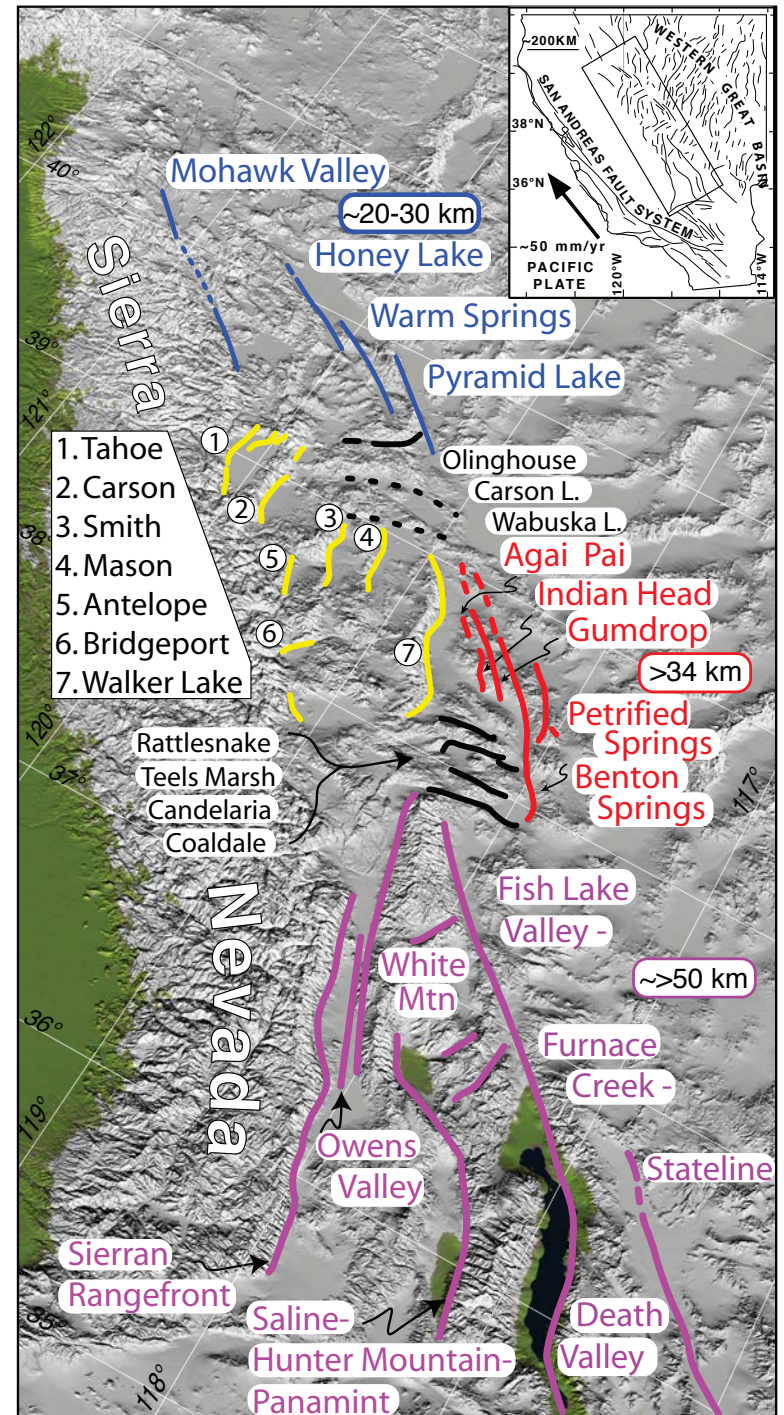 ~200KM
WESTERN GREAT BASIN
SAN ANDREAS FAULT SYSTEM
38°N
36°N
~50 mm/yr
PACIFIC
PLATE
120°W
114°W
122°
40°
Mohawk Valley
~20-30 km
Honey Lake
Sierra
Warm Springs
39°
Pyramid Lake
121°
1. Tahoe
2. Carson
3. Smith
4. Mason
5. Antelope
6. Bridgeport
7. Walker Lake
1
2
3
4
5
6
7
Olinghouse
Carson L.
Wabuska L.
38°
Agai Pai
Indian Head
Gumdrop
>34 km
Petrified
Springs
Benton
Springs
120°
37°
117°
Rattlesnake
Teels Marsh
Candelaria
Coaldale
Nevada
Fish Lake
Valley -
White
Mtn
~>50 km
36°
Furnace
Creek -
119°
Owens
Valley
Stateline
Sierran
Rangefront
35°
Saline-
Hunter Mountain-
Panamint
Death
Valley
118°